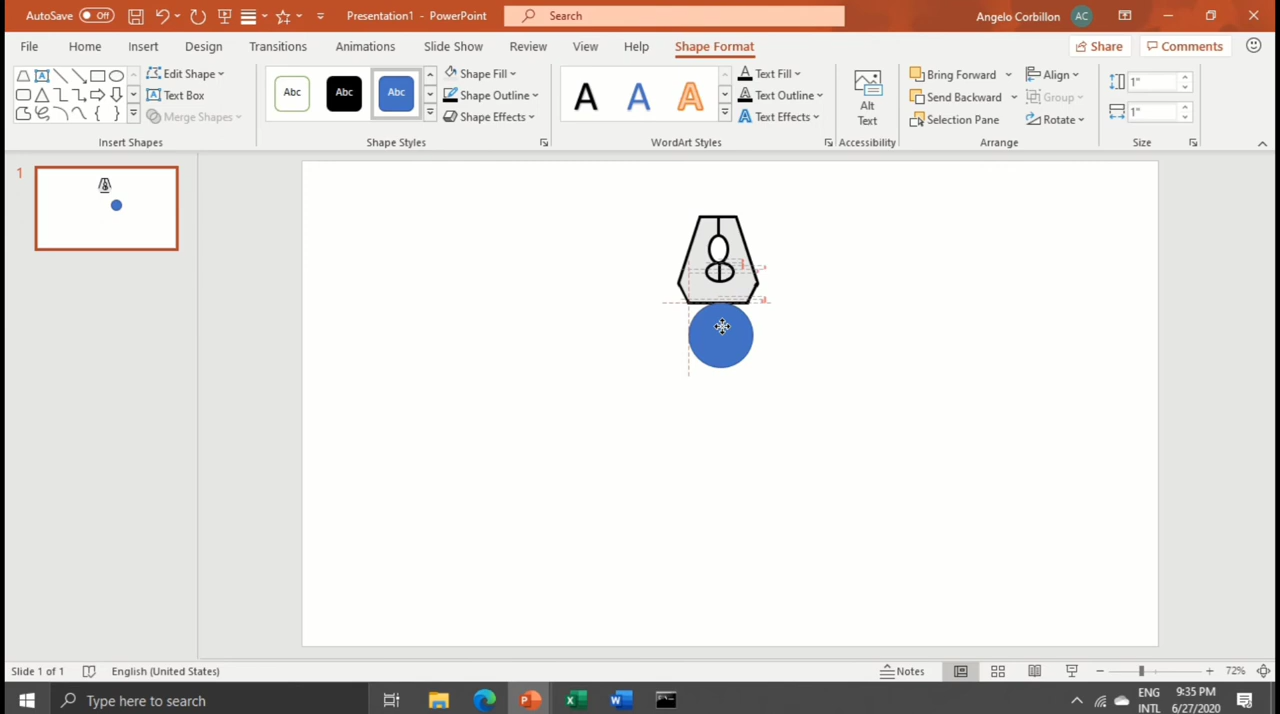 AutoSave Off Presentation1 - PowerPoint Search Angelo Corbillon AC
File Home Insert Design Transitions Animations Slide Show Review View Help Shape Format Share Comments
Edit Shape
Text Box
Merge Shapes
Insert Shapes
Abc Abc Abc
Shape Fill
Shape Outline
Shape Effects
Shape Styles
A A A
Text Fill
Text Outline
Text Effects
WordArt Styles
Alt
Text
Accessibility
Bring Forward
Send Backward
Selection Pane
Align
Group
Rotate
Arrange
1"
1"
Size
1
Slide 1 of 1 English (United States) Notes 72%
Type here to search
ENG
INTL
9:35 PM
6/27/2020